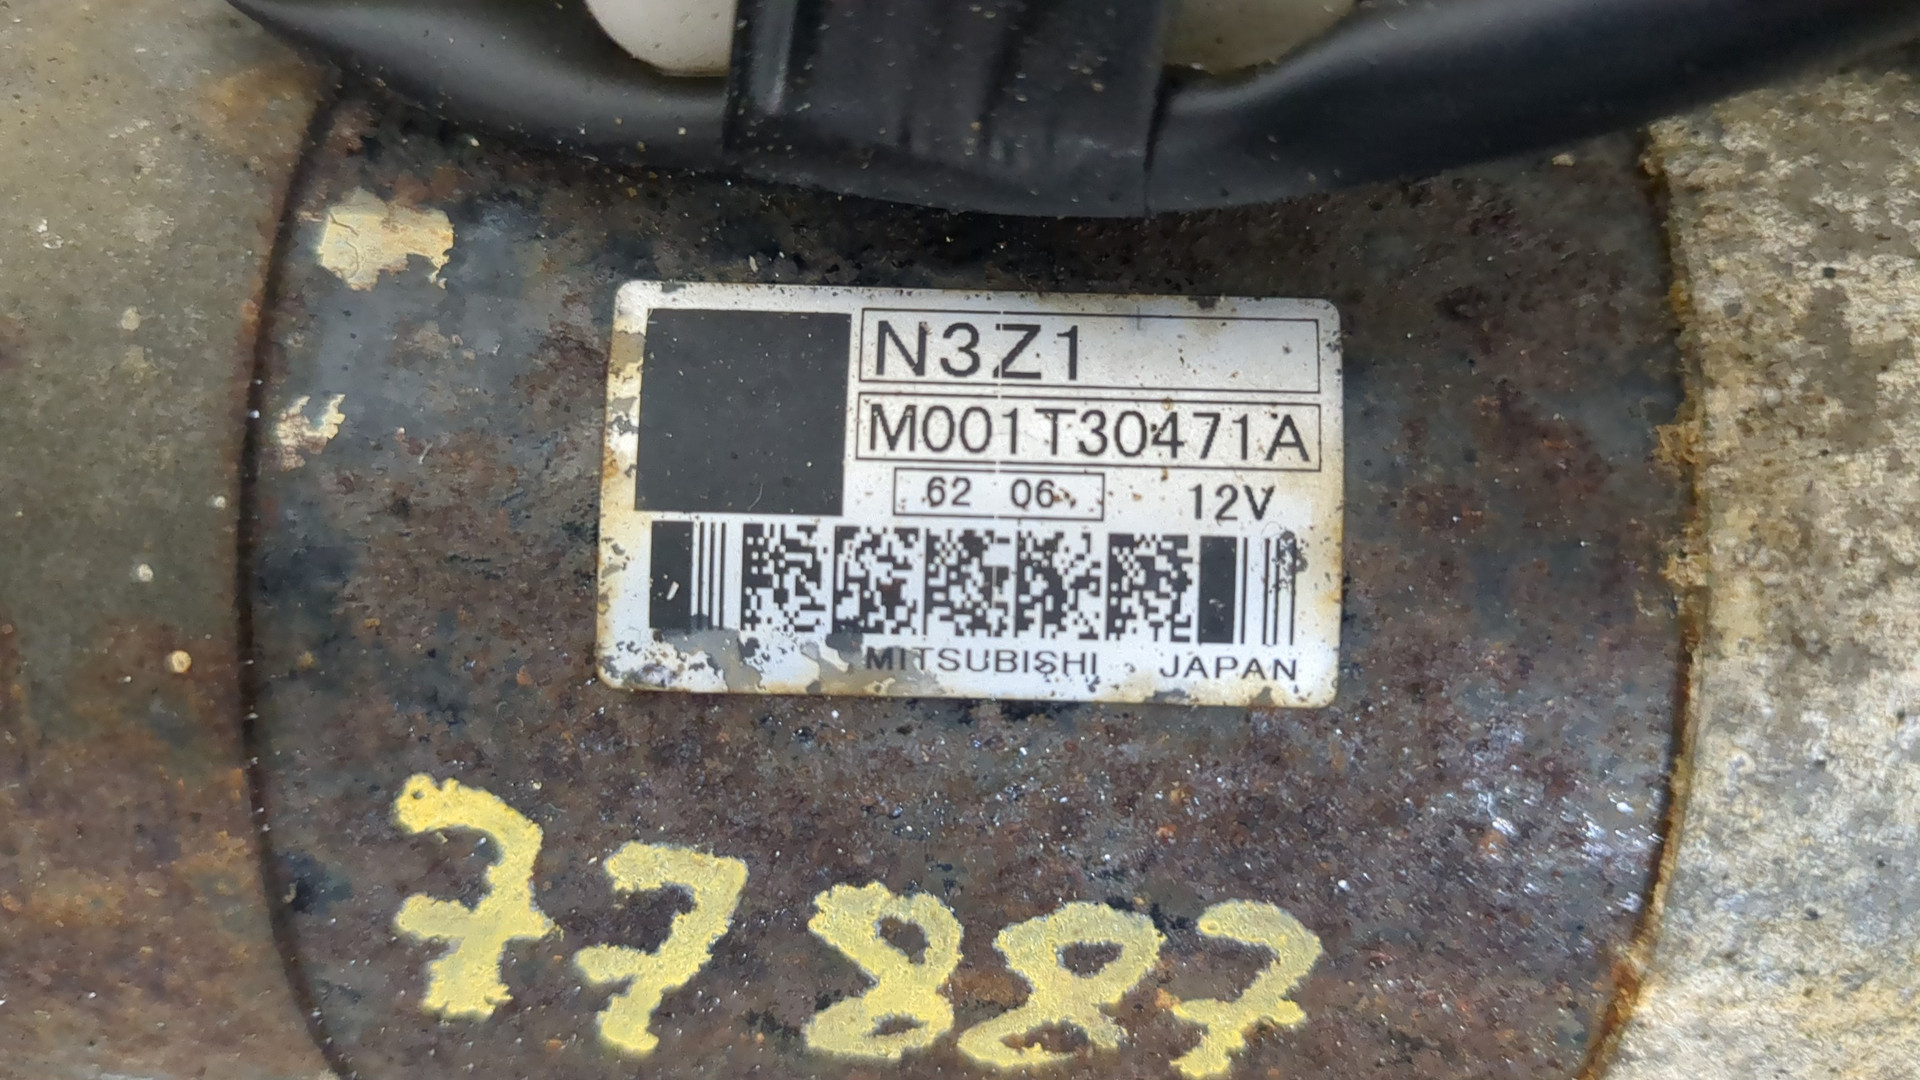 N3Z1
M001T30471A
62 06 12V
MITSUBISHI JAPAN
77887